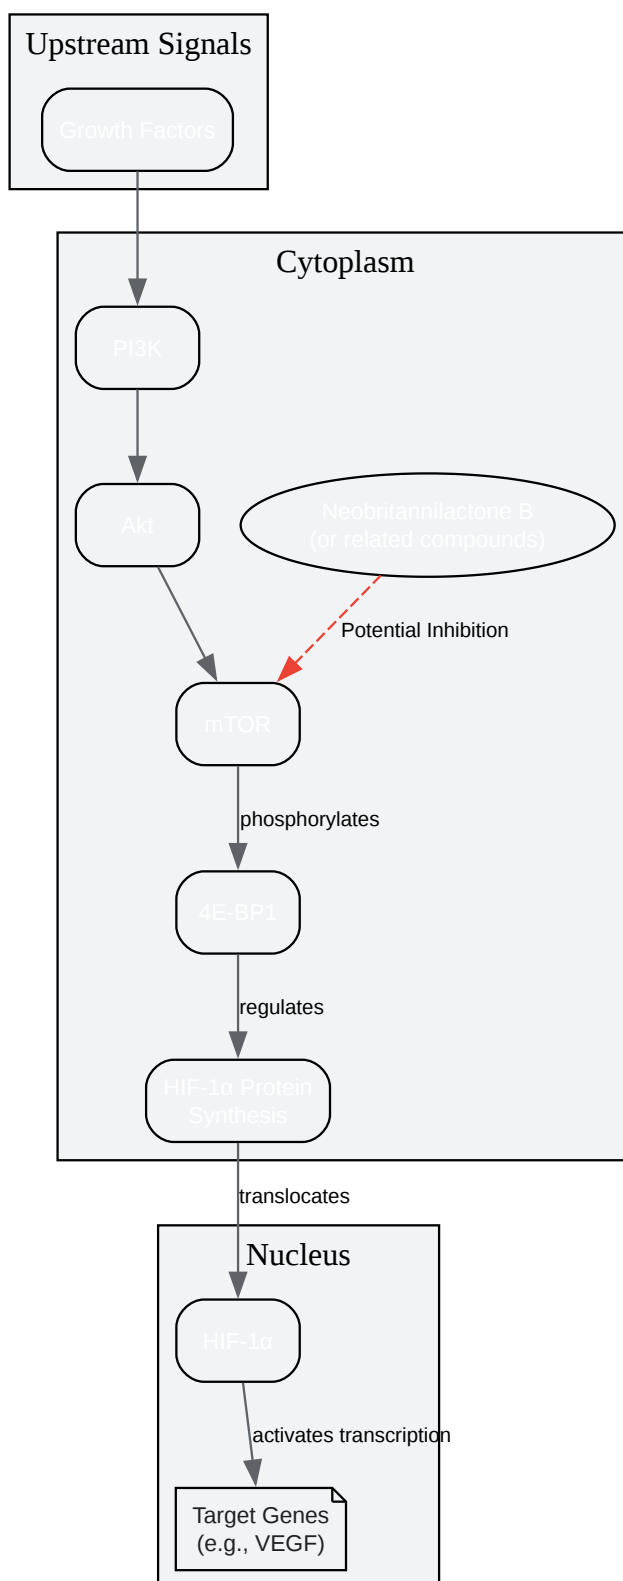 Upstream Signals
Growth Factors
Cytoplasm
PI3K
Akt
Neobritannilactone B
(or related compounds)
Potential Inhibition
mTOR
phosphorylates
4E-BP1
regulates
HIF-1α Protein
Synthesis
translocates
Nucleus
HIF-1α
activates transcription
Target Genes
(e.g., VEGF)